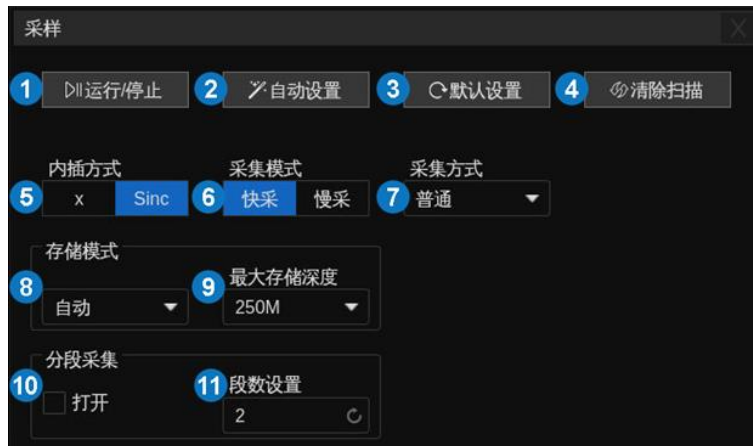 采样
X
1 运行/停止 2 自动设置 3 默认设置 4 清除扫描
内插方式 采集模式 采集方式
5 x Sinc 6 快采 慢采 7 普通
存储模式
最大存储深度
8 自动 9 250M
分段采集
段数设置
10 打开 11 2